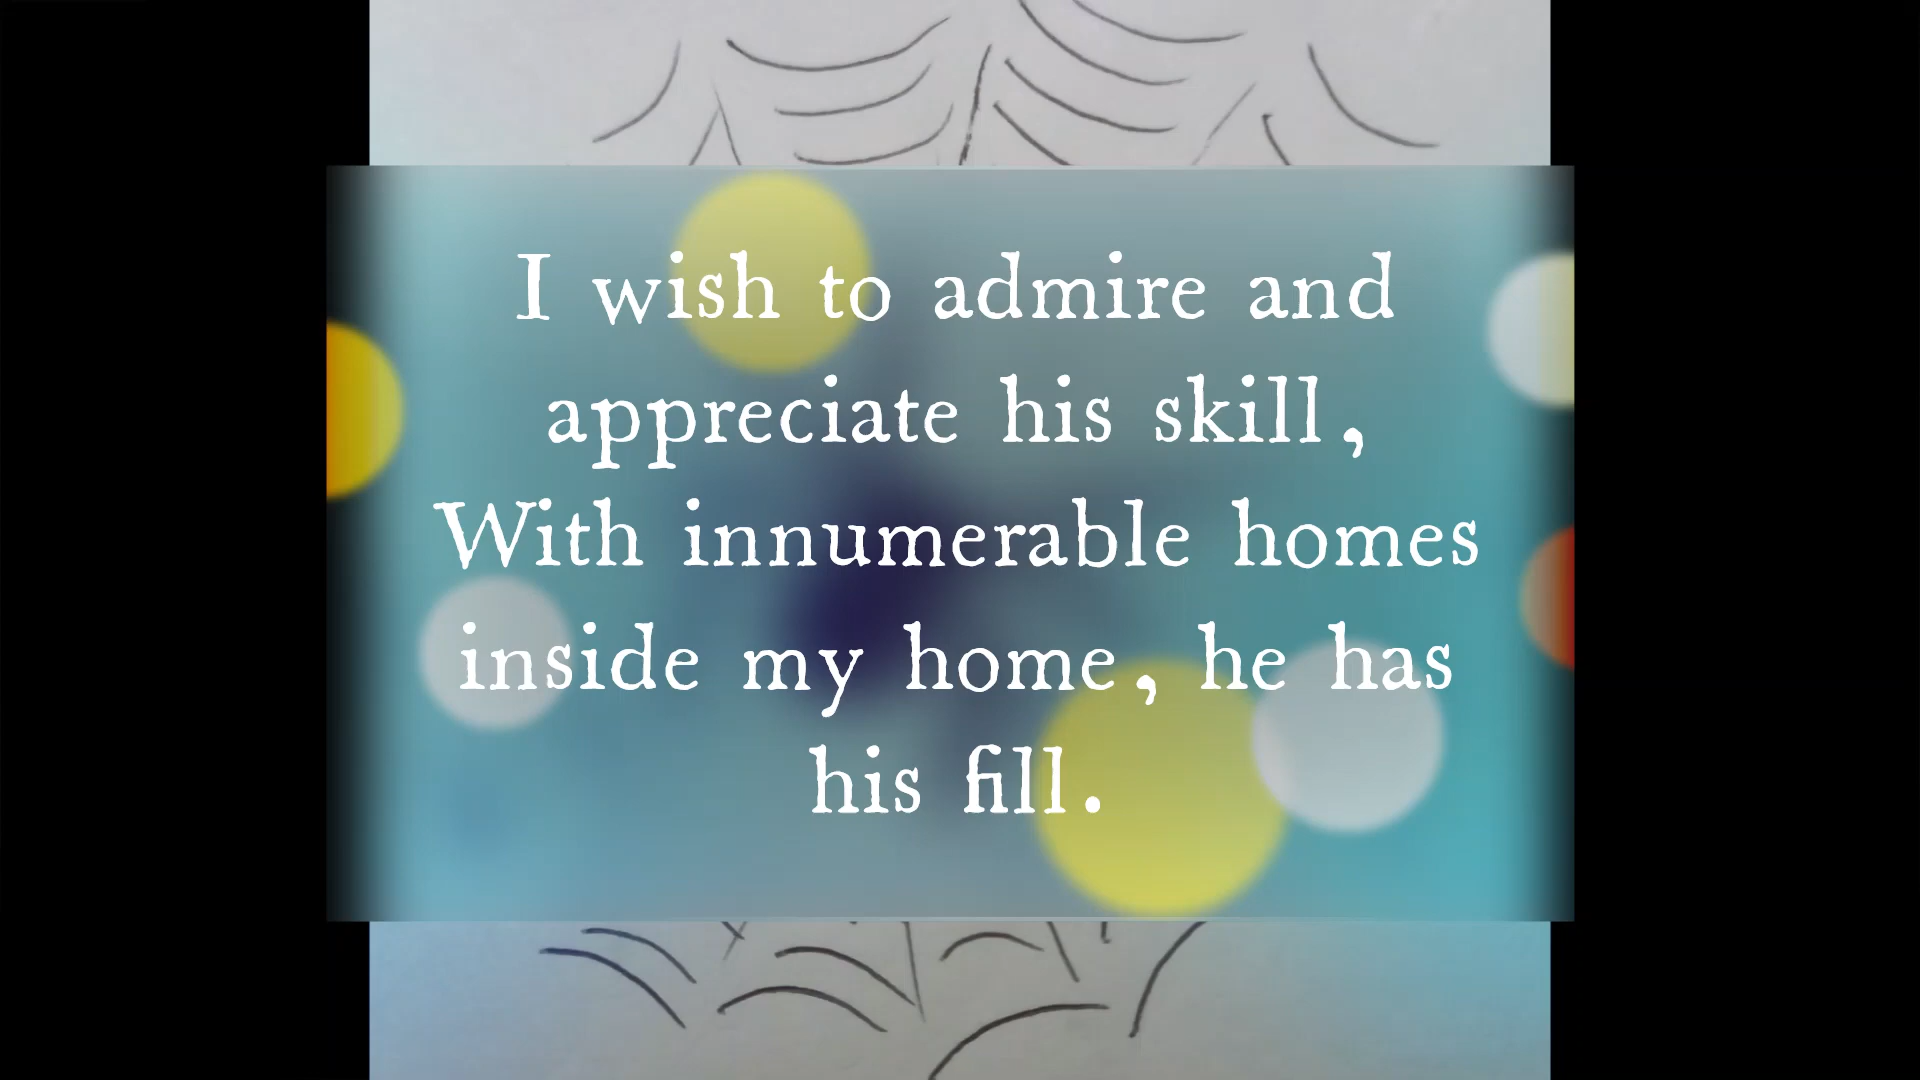 I wish to admire and
appreciate his skill,
With innumerable homes
inside my home, he has
his fill.